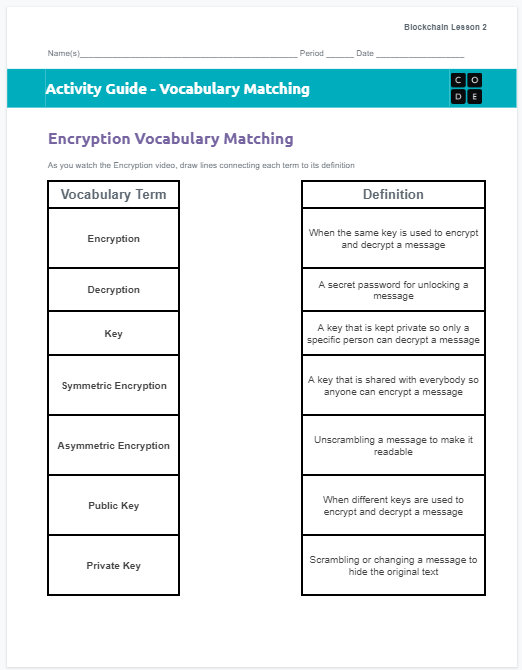 Blockchain Lesson 2
Name(s)_______________________________________________ Period ______ Date ___________________
Activity Guide - Vocabulary Matching
C O
D E
Encryption Vocabulary Matching
As you watch the Encryption video, draw lines connecting each term to its definition
Vocabulary Term
Definition
Encryption
When the same key is used to encrypt
and decrypt a message
Decryption
A secret password for unlocking a
message
Key
A key that is kept private so only a
specific person can decrypt a message
Symmetric Encryption
A key that is shared with everybody so
anyone can encrypt a message
Asymmetric Encryption
Unscrambling a message to make it
readable
Public Key
When different keys are used to
encrypt and decrypt a message
Private Key
Scrambling or changing a message to
hide the original text